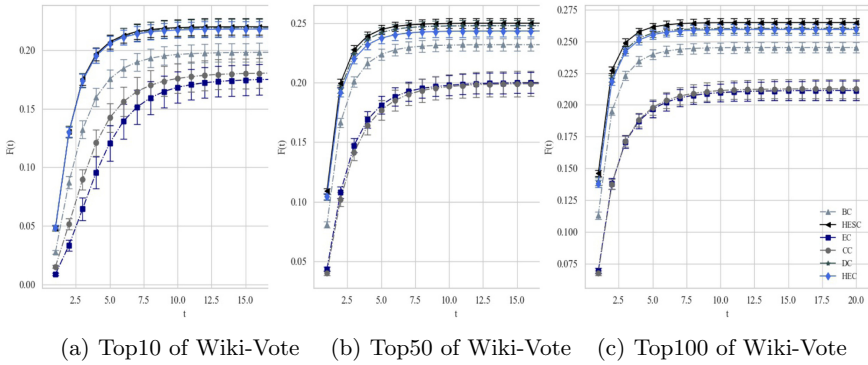 0.20
0.15
0.10
0.05
0.00
F(t)
2.5 5.0 7.5 10.0 12.5 15.0
t
0.25
0.20
0.15
0.10
0.05
F(t)
2.5 5.0 7.5 10.0 12.5 15.0
t
0.275
0.250
0.225
0.200
0.175
0.150
0.125
0.100
0.075
F(t)
2.5 5.0 7.5 10.0 12.5 15.0 17.5 20.0
t
BC
HESC
EC
CC
DC
HEC
(a) Top10 of Wiki-Vote (b) Top50 of Wiki-Vote (c) Top100 of Wiki-Vote